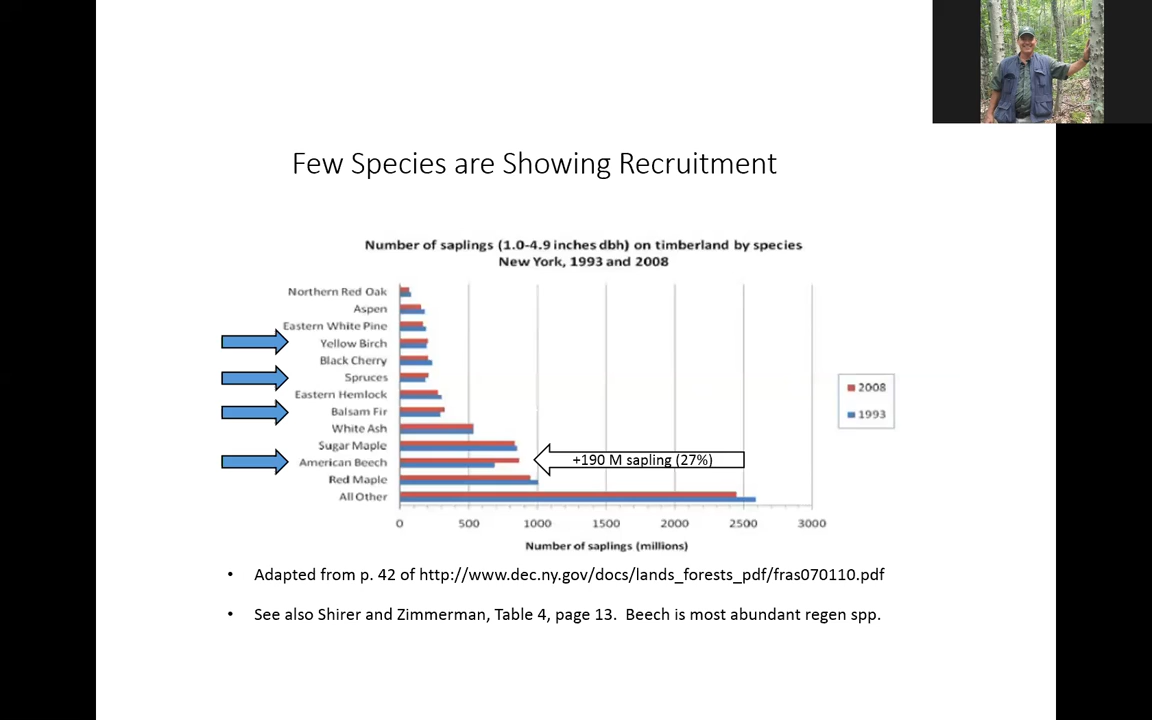 Few Species are Showing Recruitment
Number of saplings (1.0-4.9 inches dbh) on timberland by species
New York, 1993 and 2008
Northern Red Oak
Aspen
Eastern White Pine
Yellow Birch
Black Cherry
Spruces
Eastern Hemlock
Balsam Fir
White Ash
Sugar Maple
American Beech
Red Maple
All Other
2008
1993
+190 M sapling (27%)
0 500 1000 1500 2000 2500 3000
Number of saplings (millions)
• Adapted from p. 42 of http://www.dec.ny.gov/docs/lands_forests_pdf/fras070110.pdf
• See also Shirer and Zimmerman, Table 4, page 13. Beech is most abundant regen spp.